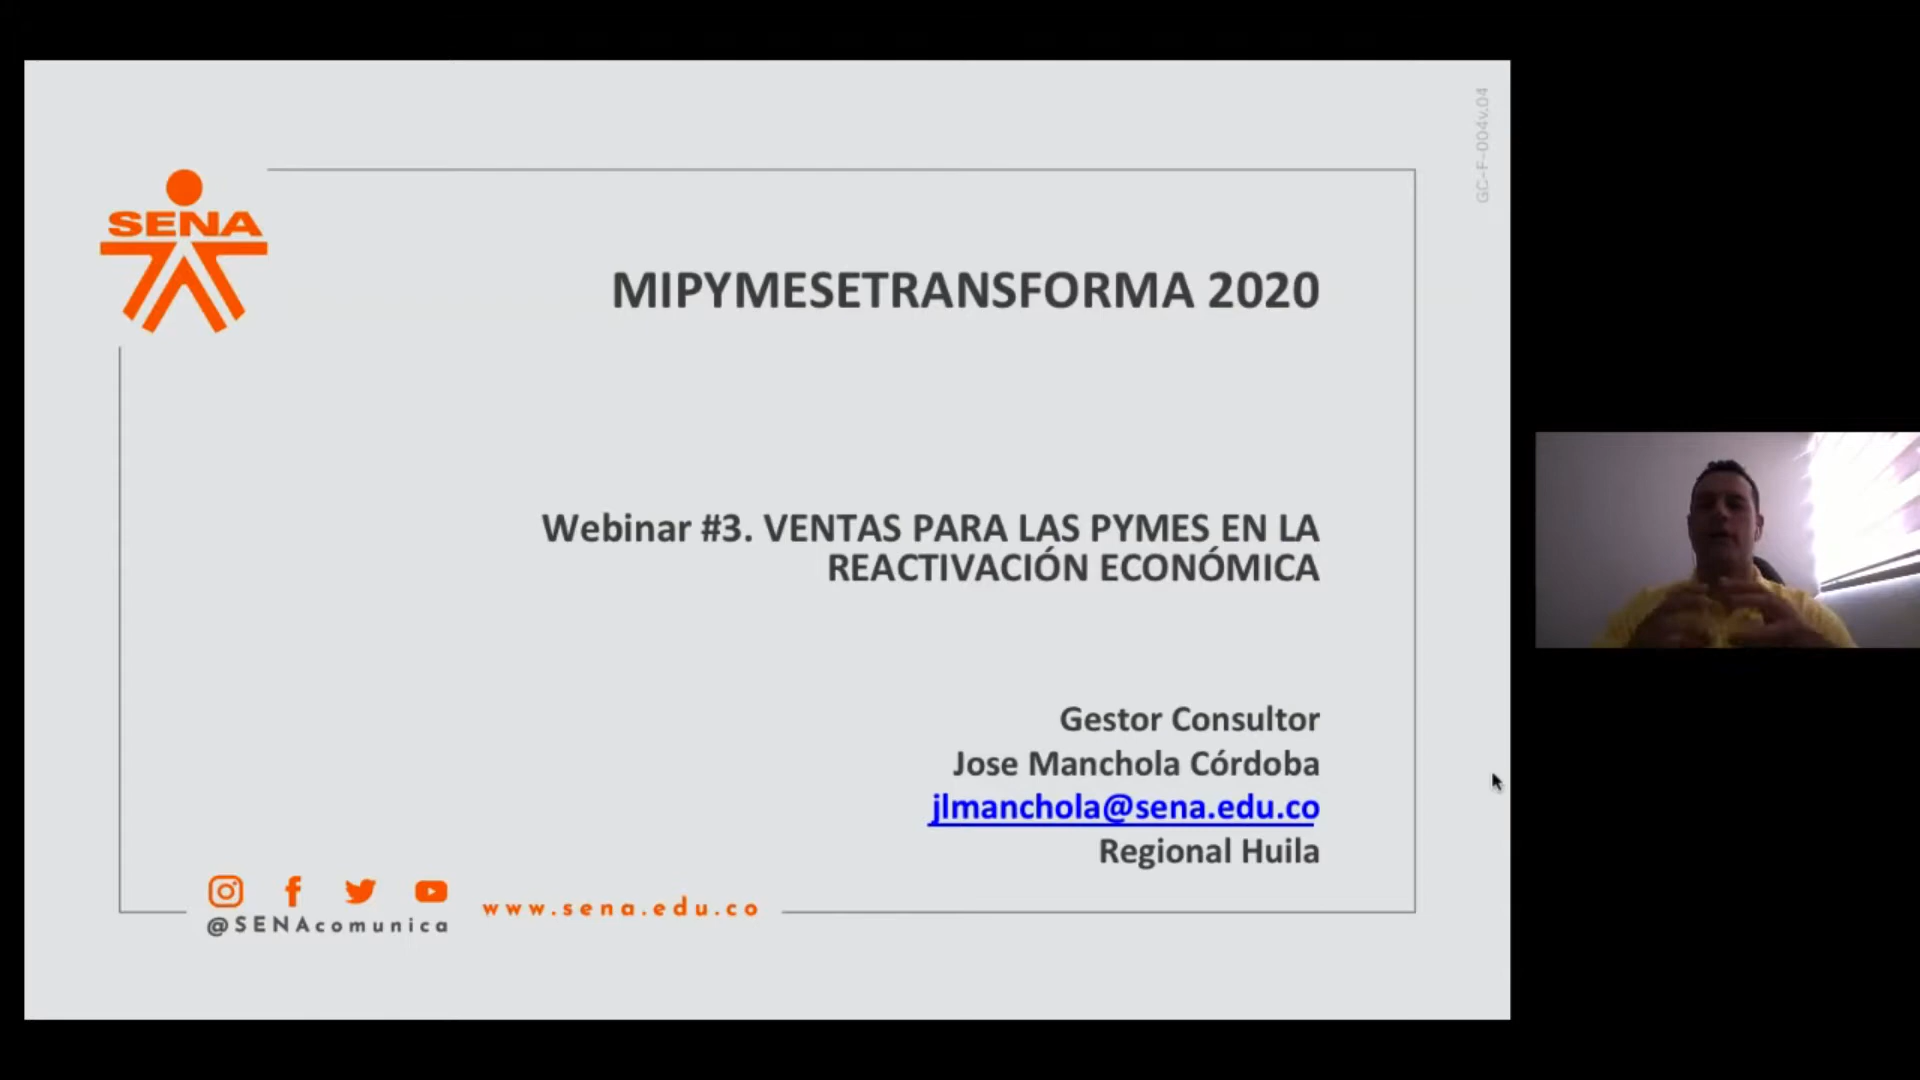 GC-F-004v.04
SENA
MIPYMESETRANSFORMA 2020
Webinar #3. VENTAS PARA LAS PYMES EN LA
REACTIVACIÓN ECONÓMICA
Gestor Consultor
Jose Manchola Córdoba
jlmanchola@sena.edu.co
Regional Huila
@SENAcomunica
www.sena.edu.co